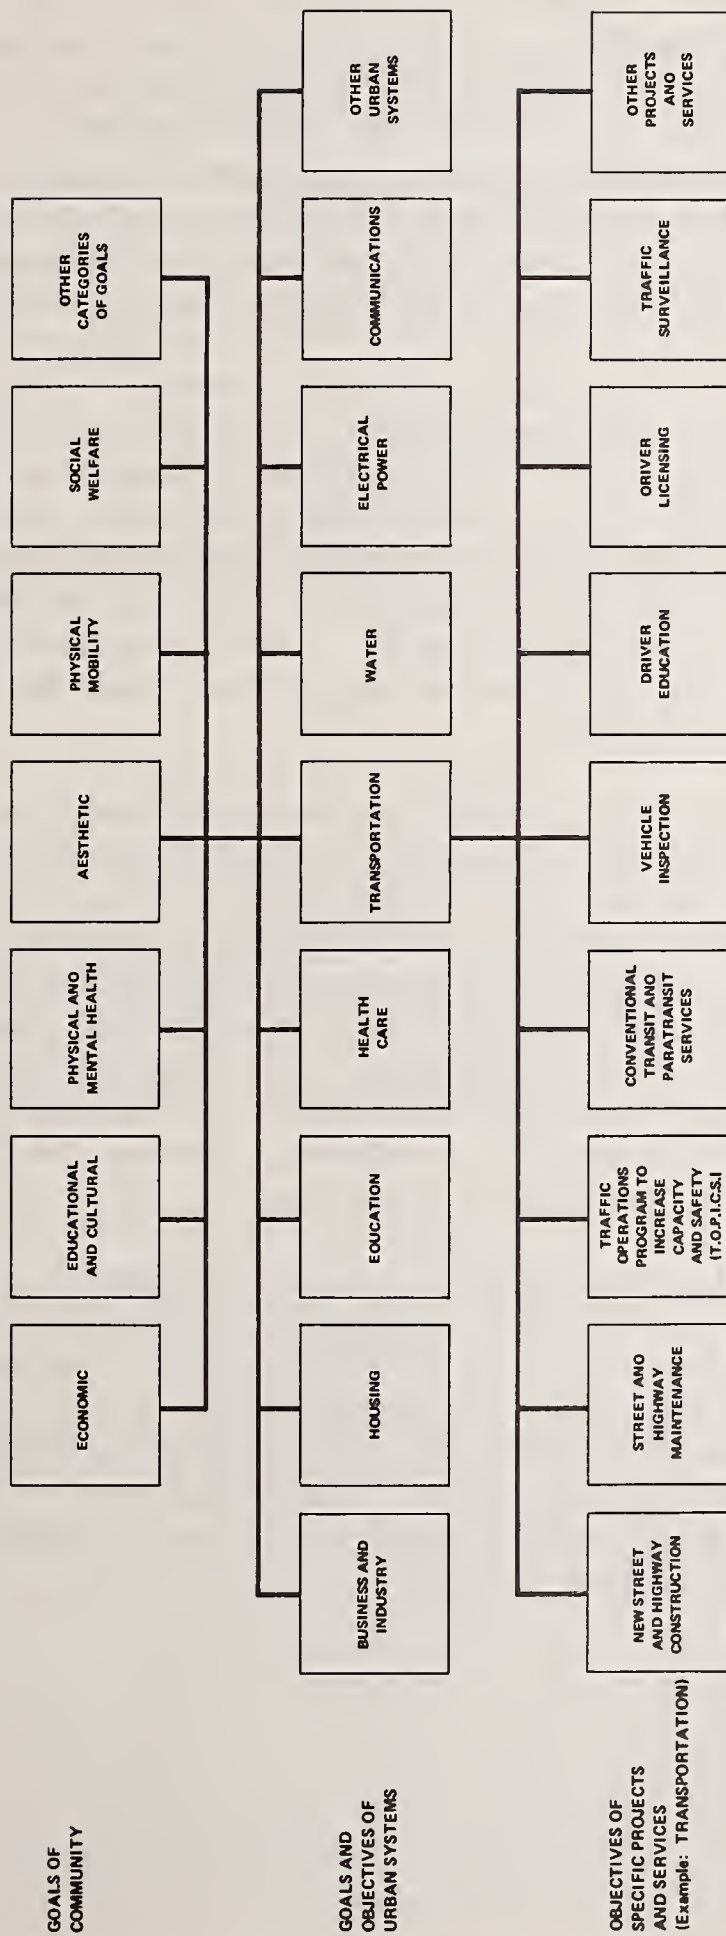 GOALS OF
COMMUNITY
ECONOMIC
EDUCATIONAL
AND CULTURAL
PHYSICAL AND
MENTAL HEALTH
AESTHETIC
PHYSICAL
MOBILITY
SOCIAL
WELFARE
OTHER
CATEGORIES
OF GOALS
GOALS AND
OBJECTIVES OF
URBAN SYSTEMS
BUSINESS AND
INDUSTRY
HOUSING
EOUCATION
HEALTH
CARE
TRANSPORTATION
WATER
ELECTRICAL
POWER
COMMUNICATIONS
OTHER
URBAN
SYSTEMS
OBJECTIVES OF
SPECIFIC PROJECTS
AND SERVICES
(Example: TRANSPORTATION)
NEW STREET
AND HIGHWAY
CONSTRUCTION
STREET AND
HIGHWAY
MAINTENANCE
TRAFFIC
OPERATIONS
PROGRAM TO
INCREASE
CAPACITY
AND SAFETY
(T.O.P.I.C.S.I
CONVENTIONAL
TRANSIT AND
PARATRANSIT
SERVICES
VEHICLE
INSPECTION
DRIVER
EDUCATION
ORIVER
LICENSING
TRAFFIC
SURVEILLANCE
OTHER
PROJECTS
AND
SERVICES